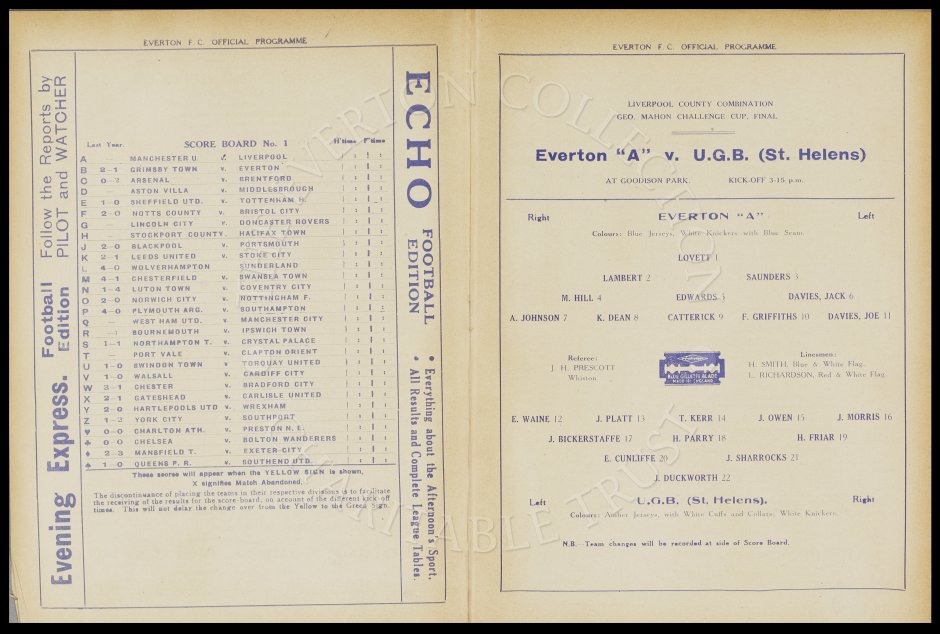 EVERTON F. C. OFFICIAL PROGRAMME
Evening Express. Football Edition
Follow the Reports by
PILOT and WATCHER
Last Year. SCORE BOARD No. 1 H'time F'time
A — MANCHESTER U v. LIVERPOOL
B 2-1 GRIMSBY TOWN v. EVERTON
C 0-2 ARSENAL v. BRENTFORD
D — ASTON VILLA v. MIDDLESBROUGH
E 1-0 SHEFFIELD UTD. v. TOTTENHAM H.
F 2-0 NOTTS COUNTY v. BRISTOL CITY
G — LINCOLN CITY v. DONCASTER ROVERS
H — STOCKPORT COUNTY. HALIFAX TOWN
J 2-0 BLACKPOOL v. PORTSMOUTH
K 2-1 LEEDS UNITED v. STOKE CITY
L 4-0 WOLVERHAMPTON SUNDERLAND
M 4-1 CHESTERFIELD v. SWANSEA TOWN
N 1-4 LUTON TOWN v. COVENTRY CITY
O 2-0 NORWICH CITY v. NOTTINGHAM F.
P 4-0 PLYMOUTH ARG. v. SOUTHAMPTON
Q — WEST HAM UTD. v. MANCHESTER CITY
R — BOURNEMOUTH v. IPSWICH TOWN
S 1-1 NORTHAMPTON T. v. CRYSTAL PALACE
T — PORT VALE v. CLAPTON ORIENT
U 1-0 SWINDON TOWN v. TORQUAY UNITED
V 1-0 WALSALL v. CARDIFF CITY
W 3-1 CHESTER v. BRADFORD CITY
X 2-1 GATESHEAD v. CARLISLE UNITED
Y 2-0 HARTLEPOOLS UTD v. WREXHAM
Z 1-3 YORK CITY v. SOUTHPORT
♥ 0-0 CHARLTON ATH. v. PRESTON N. E.
♣ 0-0 CHELSEA v. BOLTON WANDERERS
♦ 2-3 MANSFIELD T. v. EXETER CITY
♠ 1-0 QUEENS P. R. v. SOUTHEND UTD.
These scores will appear when the YELLOW SIGN is shown,
X signifies Match Abandoned.
The discontinuance of placing the teams in their respective divisions is to facilitate
the receiving of the results for the score-board, on account of the different kick off
times. This will not delay the change over from the Yellow to the Green Sign.
ECHO FOOTBALL EDITION
• Everything about the Afternoon's Sport.
• All Results and Complete League Tables.
EVERTON F. C. OFFICIAL PROGRAMME
LIVERPOOL COUNTY COMBINATION
GEO. MAHON CHALLENGE CUP, FINAL
Everton "A" v. U.G.B. (St. Helens)
AT GOODISON PARK. KICK-OFF 3-15 p.m.
Right EVERTON "A" Left
Colours: Blue Jerseys, White Knickers with Blue Seam.
LOVETT 1
LAMBERT 2 SAUNDERS 3
M. HILL 4 EDWARDS 5 DAVIES, JACK 6
A. JOHNSON 7 K. DEAN 8 CATTERICK 9 F. GRIFFITHS 10 DAVIES, JOE 11
Referee:
J. H. PRESCOTT
Whiston.
BLUE GILLETTE BLADE
MADE IN ENGLAND
Linesmen:
H. SMITH, Blue & White Flag.
L. RICHARDSON, Red & White Flag.
E. WAINE 12 J. PLATT 13 T. KERR 14 J. OWEN 15 J. MORRIS 16
J. BICKERSTAFFE 17 H. PARRY 18 H. FRIAR 19
E. CUNLIFFE 20 J. SHARROCKS 21
J. DUCKWORTH 22
Left U.G.B. (St. Helens). Right
Colours: Amber Jerseys, with White Cuffs and Collars; White Knickers.
N.B.—Team changes will be recorded at side of Score Board.
EVERTON COLLECTION
CHARITABLE TRUST